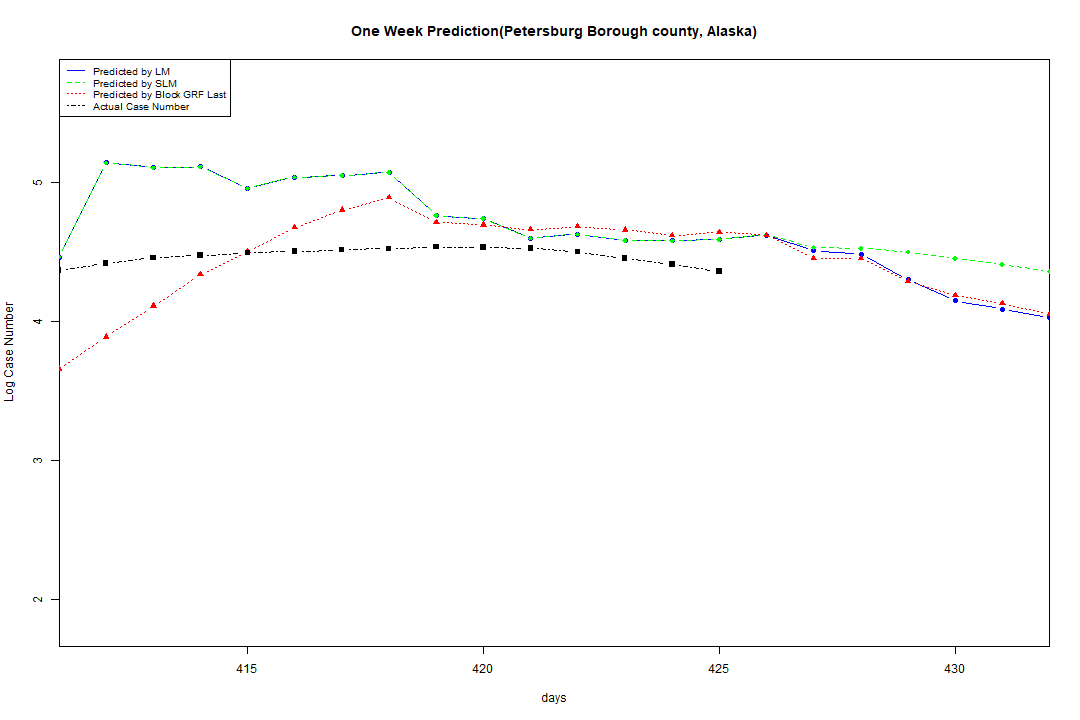 One Week Prediction(Petersburg Borough county, Alaska)
Predicted by LM
Predicted by SLM
Predicted by Block GRF Last
Actual Case Number
5
4
3
2
Log Case Number
415 420 425 430
days